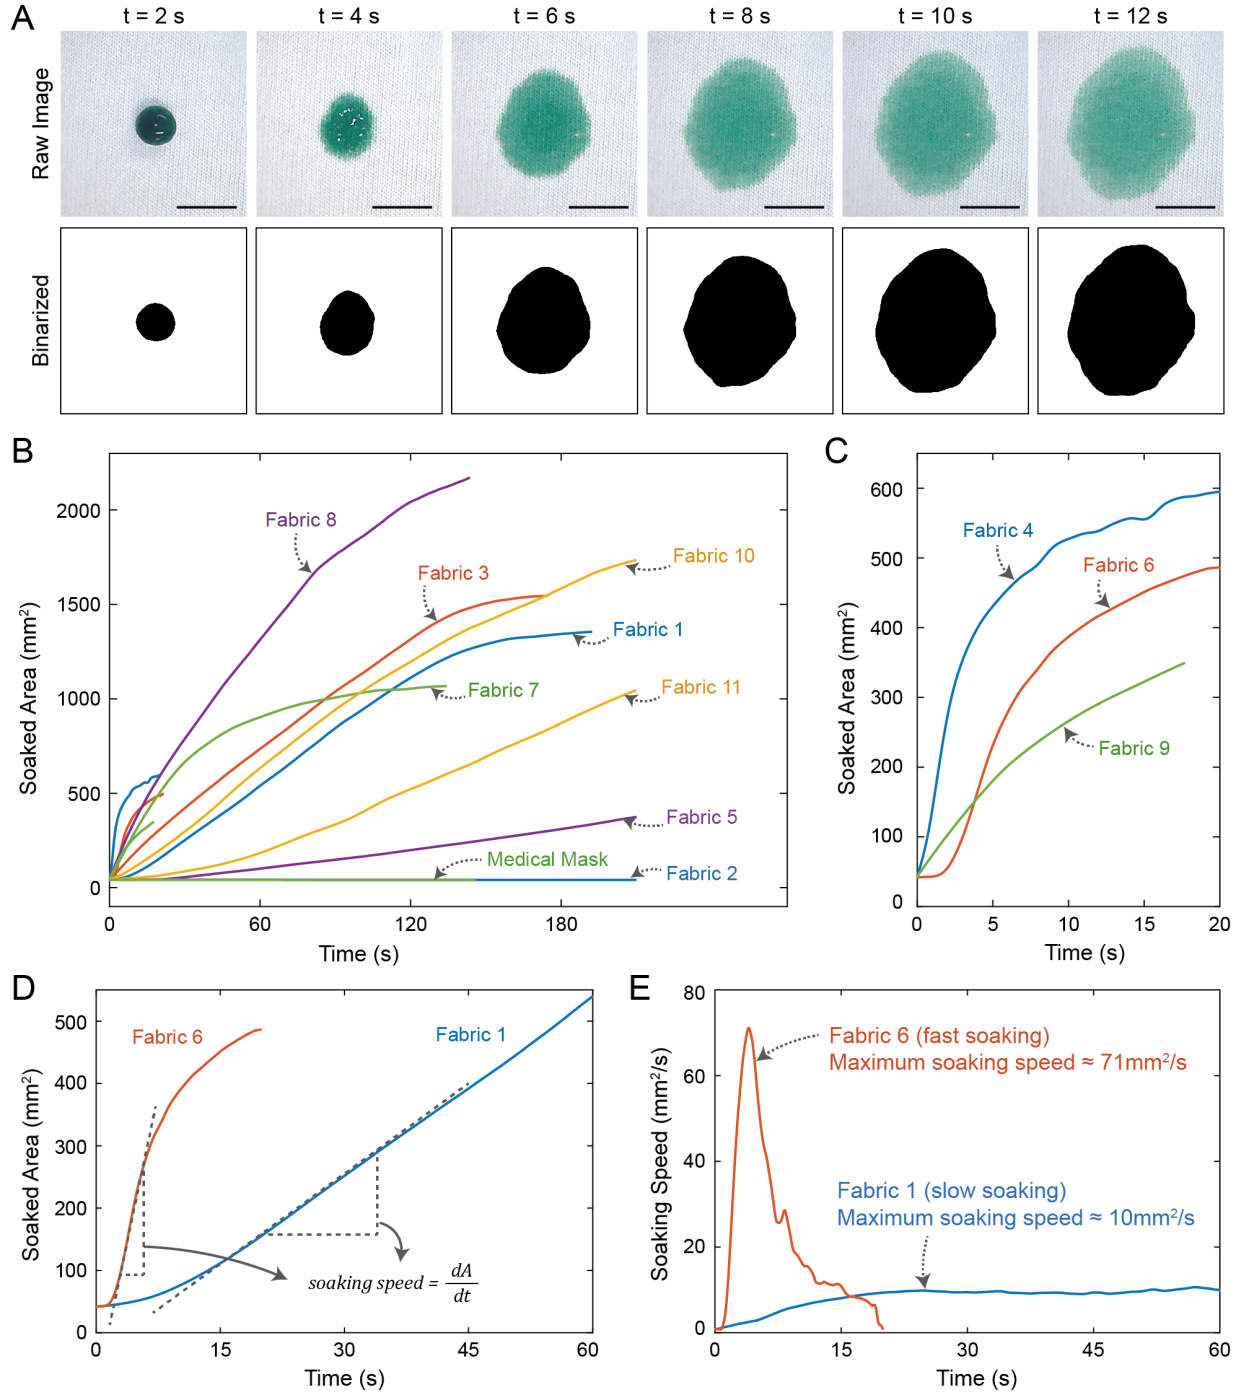 A
t = 2 s
t = 4 s
t = 6 s
t = 8 s
t = 10 s
t = 12 s
Raw Image
Binarized
B
Soaked Area (mm²)
2000
1500
1000
500
0
0
60
120
180
Time (s)
Fabric 8
Fabric 3
Fabric 10
Fabric 1
Fabric 7
Fabric 11
Fabric 5
Medical Mask
Fabric 2
C
Soaked Area (mm²)
600
500
400
300
200
100
0
0
5
10
15
20
Time (s)
Fabric 4
Fabric 6
Fabric 9
D
Soaked Area (mm²)
500
400
300
200
100
0
0
15
30
45
60
Time (s)
Fabric 6
Fabric 1
soaking speed = dA/dt
E
Soaking Speed (mm²/s)
80
60
40
20
0
0
15
30
45
60
Time (s)
Fabric 6 (fast soaking)
Maximum soaking speed ≈ 71mm²/s
Fabric 1 (slow soaking)
Maximum soaking speed ≈ 10mm²/s